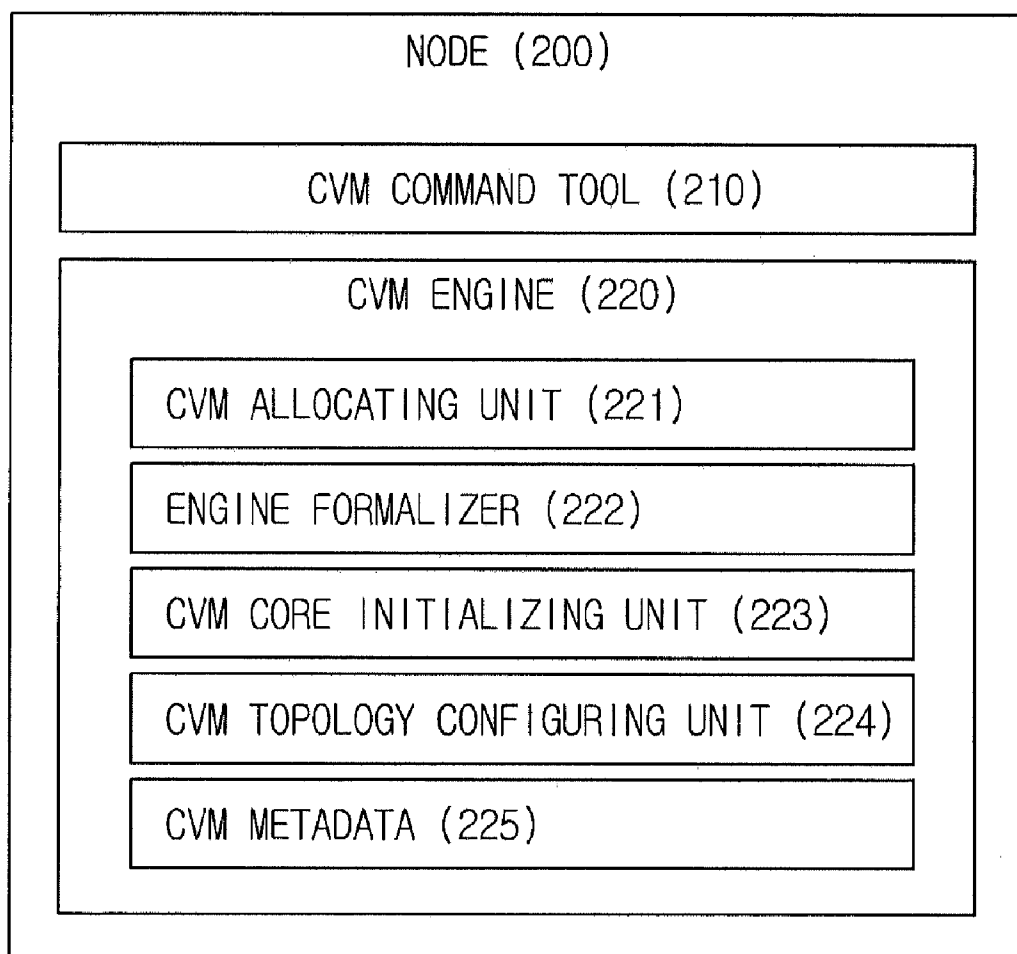 NODE (200)
CVM COMMAND TOOL (210)
CVM ENGINE (220)
CVM ALLOCATING UNIT (221)
ENGINE FORMALIZER (222)
CVM CORE INITIALIZING UNIT (223)
CVM TOPOLOGY CONFIGURING UNIT (224)
CVM METADATA (225)